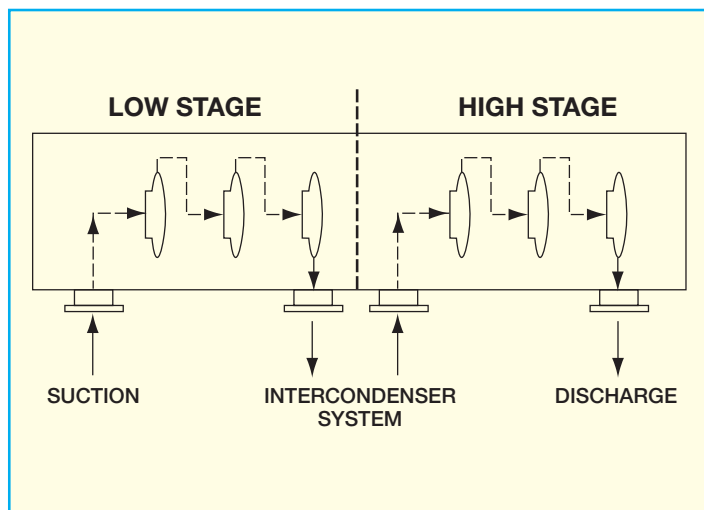 LOW STAGE
HIGH STAGE
SUCTION
INTERCONDENSER
SYSTEM
DISCHARGE